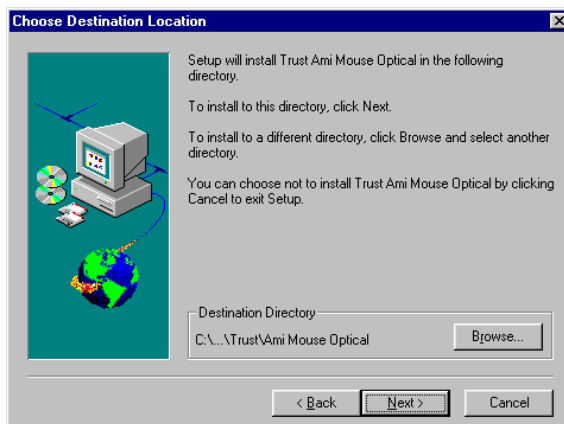 Choose Destination Location
Setup will install Trust Ami Mouse Optical in the following
directory.
To install to this directory, click Next.
To install to a different directory, click Browse and select another
directory.
You can choose not to install Trust Ami Mouse Optical by clicking
Cancel to exit Setup.
Destination Directory
C:\...\Trust\Ami Mouse Optical
Browse...
< Back
Next >
Cancel